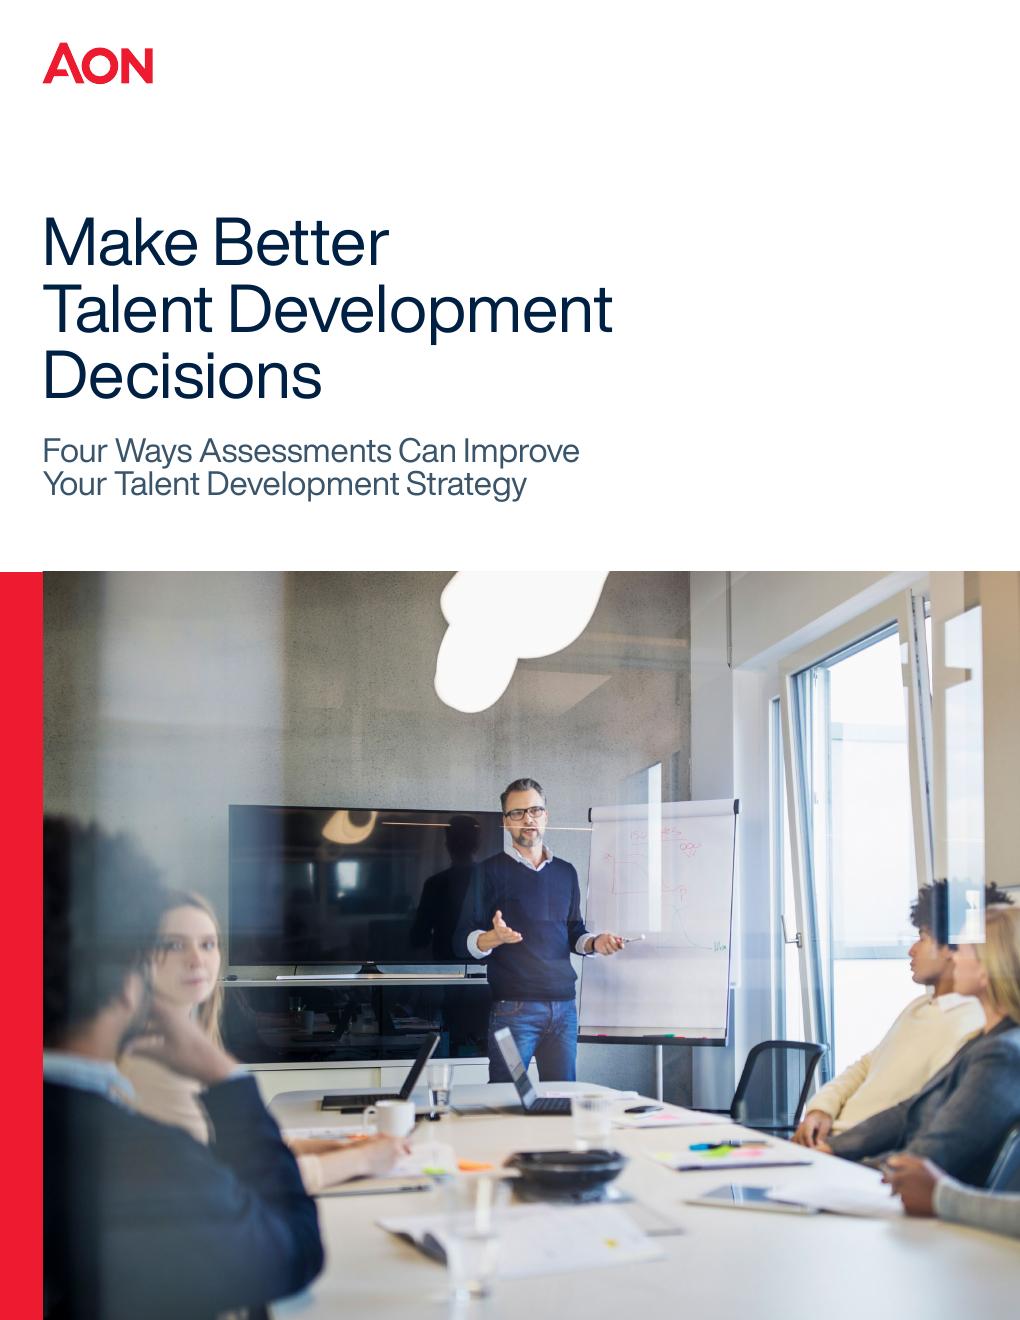 AON
Make Better
Talent Development
Decisions
Four Ways Assessments Can Improve
Your Talent Development Strategy